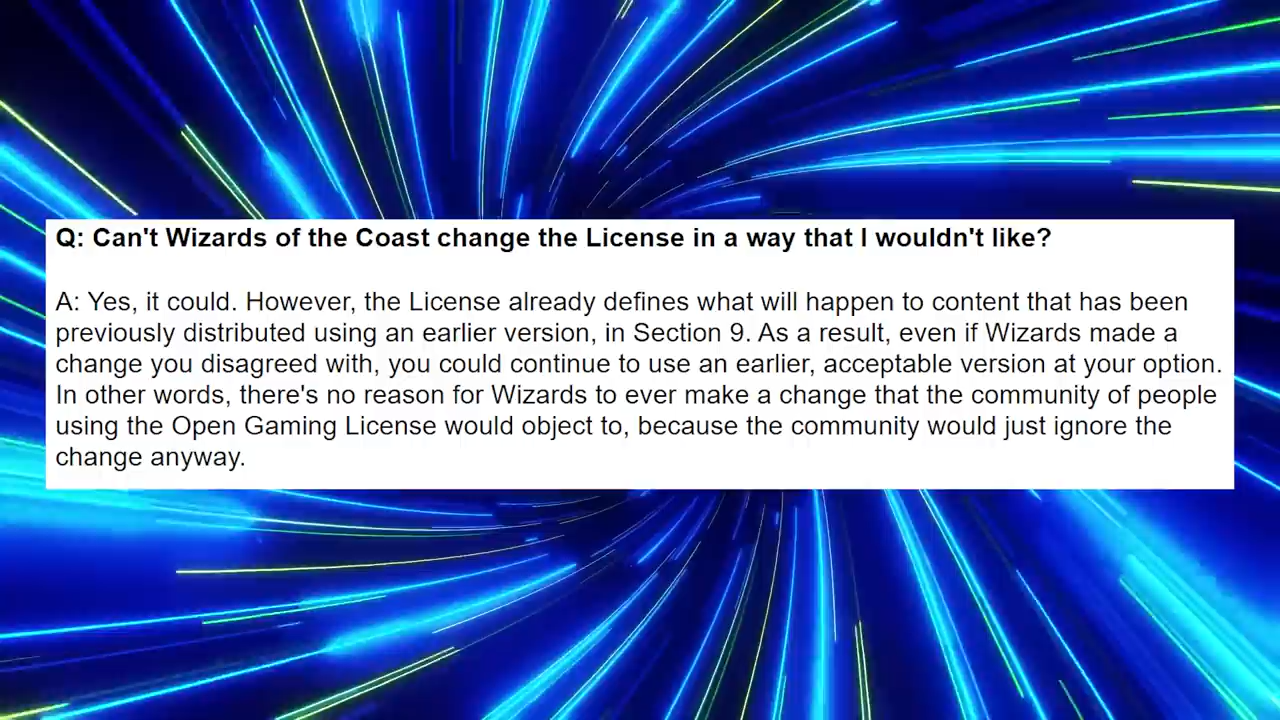 Q: Can't Wizards of the Coast change the License in a way that I wouldn't like?
A: Yes, it could. However, the License already defines what will happen to content that has been
previously distributed using an earlier version, in Section 9. As a result, even if Wizards made a
change you disagreed with, you could continue to use an earlier, acceptable version at your option.
In other words, there's no reason for Wizards to ever make a change that the community of people
using the Open Gaming License would object to, because the community would just ignore the
change anyway.